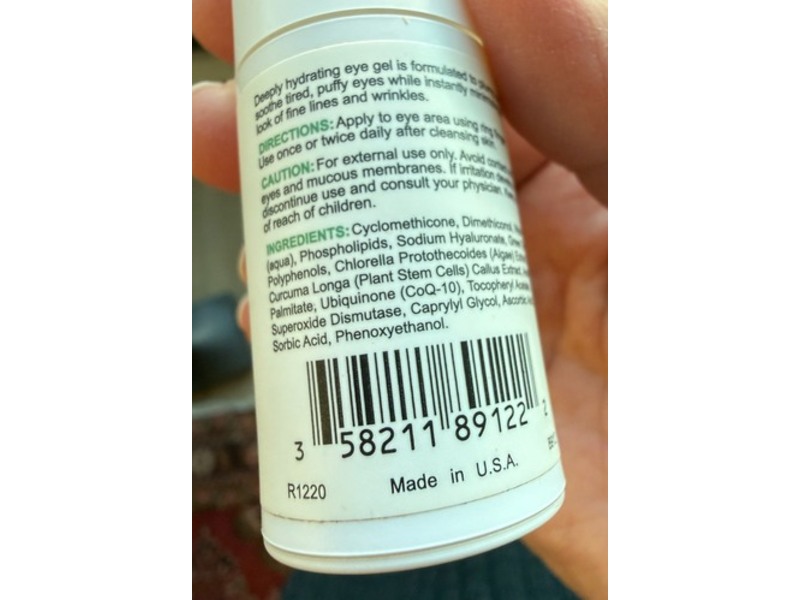 Deeply hydrating eye gel is formulated to
soothe tired, puffy eyes while instantly
look of fine lines and wrinkles.
DIRECTIONS: Apply to eye area using ring
Use once or twice daily after cleansing skin.
CAUTION: For external use only. Avoid
eyes and mucous membranes. If irritation
discontinue use and consult your physician.
of reach of children.
INGREDIENTS: Cyclomethicone, Dimethiconol,
(aqua), Phospholipids, Sodium Hyaluronate, Green
Polyphenols, Chlorella Protothecoides (Algae)
Curcuma Longa (Plant Stem Cells) Callus Extract,
Palmitate, Ubiquinone (CoQ-10), Tocopheryl
Superoxide Dismutase, Caprylyl Glycol, Ascorbic
Sorbic Acid, Phenoxyethanol.
3 58211 89122 2
R1220 Made in U.S.A.